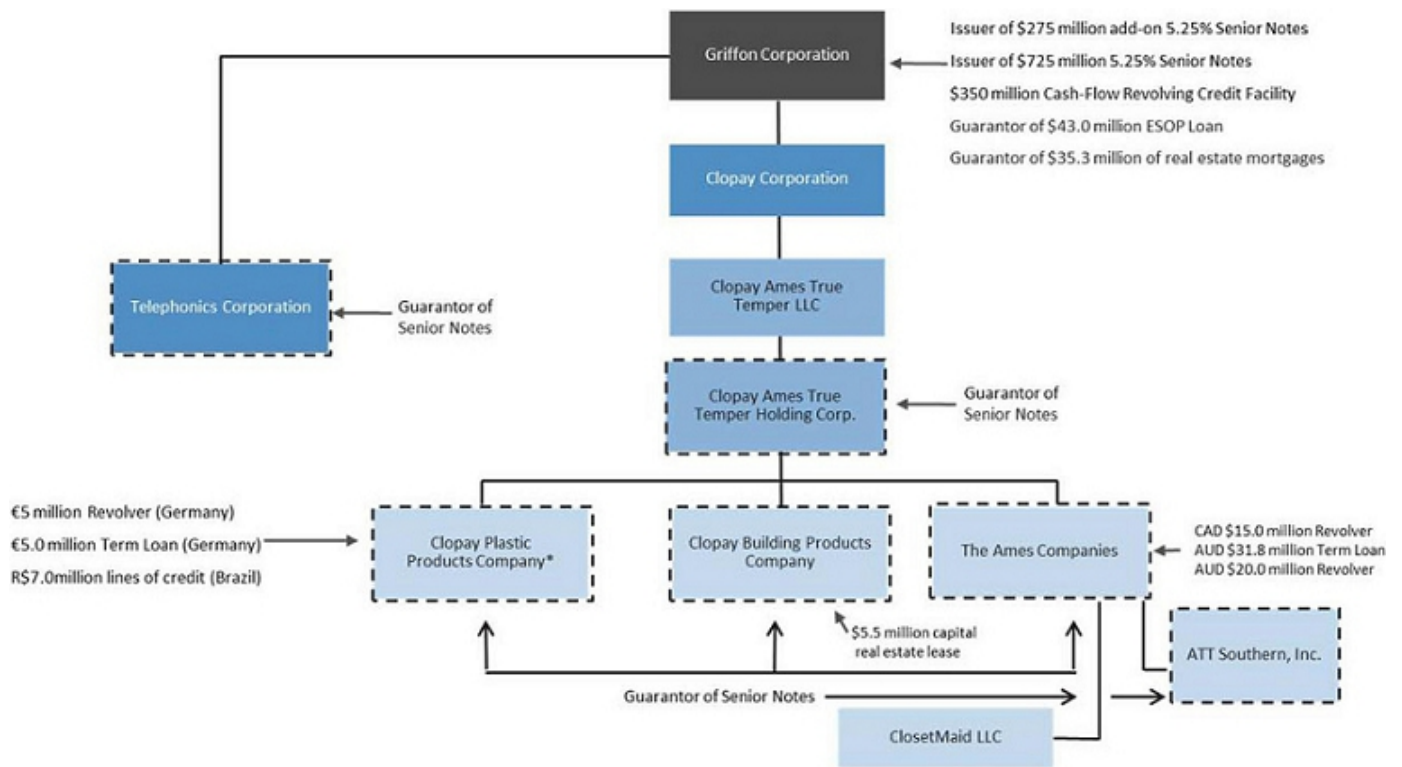 Griffon Corporation
Issuer of $275 million add-on 5.25% Senior Notes
Issuer of $725 million 5.25% Senior Notes
$350 million Cash-Flow Revolving Credit Facility
Guarantor of $43.0 million ESOP Loan
Guarantor of $35.3 million of real estate mortgages
Clopay Corporation
Clopay Ames True
Temper LLC
Telephonics Corporation
Guarantor of
Senior Notes
Clopay Ames True
Temper Holding Corp.
Guarantor of
Senior Notes
€5 million Revolver (Germany)
€5.0 million Term Loan (Germany)
R$7.0million lines of credit (Brazil)
Clopay Plastic
Products Company*
Clopay Building Products
Company
The Ames Companies
CAD $15.0 million Revolver
AUD $31.8 million Term Loan
AUD $20.0 million Revolver
$5.5 million capital
real estate lease
ATT Southern, Inc.
Guarantor of Senior Notes
ClosetMaid LLC